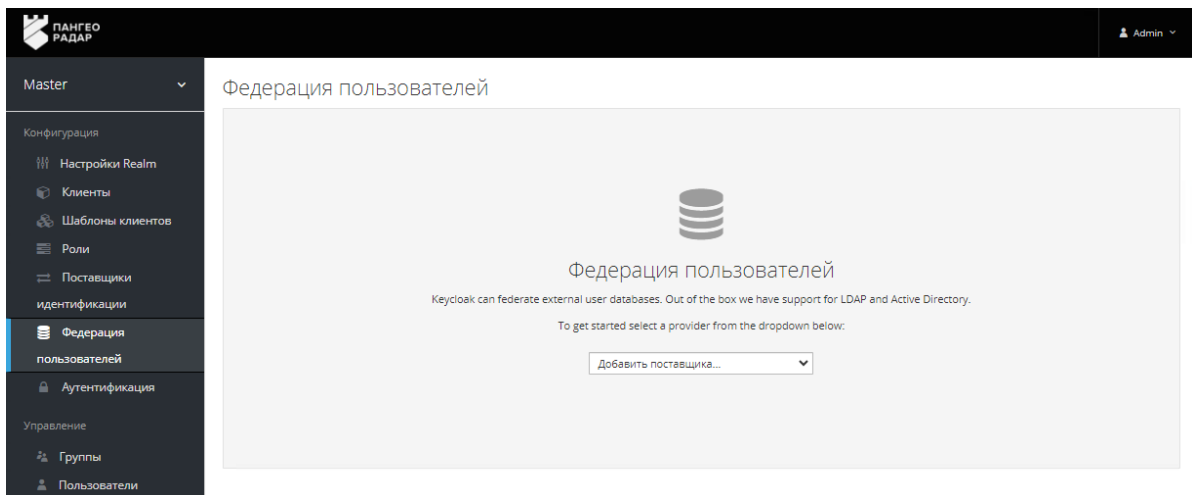 ПАНГЕО
РАДАР
Admin
Master
Федерация пользователей
Конфигурация
Настройки Realm
Клиенты
Шаблоны клиентов
Роли
Поставщики
идентификации
Федерация
пользователей
Аутентификация
Управление
Группы
Пользователи
Федерация пользователей
Keycloak can federate external user databases. Out of the box we have support for LDAP and Active Directory.
To get started select a provider from the dropdown below:
Добавить поставщика...